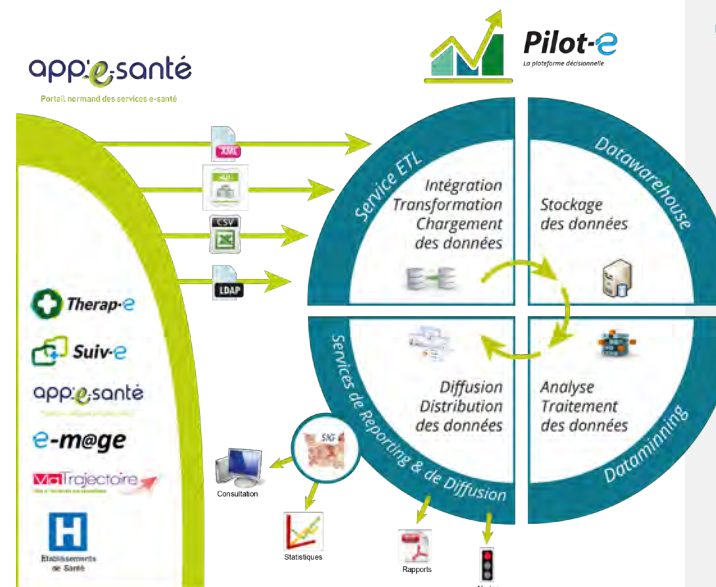 app.e.santé
Portail normand des services e-santé
Pilot-e
La plateforme décisionnelle
XML
CSV
LDAP
Service ETL
Intégration
Transformation
Chargement
des données
Datawarehouse
Stockage
des données
Therap-e
Suiv-e
app.e.santé
e-m@ge
ViaTrajectoire
Etablissements
de Santé
Diffusion
Distribution
des données
Analyse
Traitement
des données
Services de Reporting & de Diffusion
Dataminning
SIG
Consultation
Statistiques
Rapports